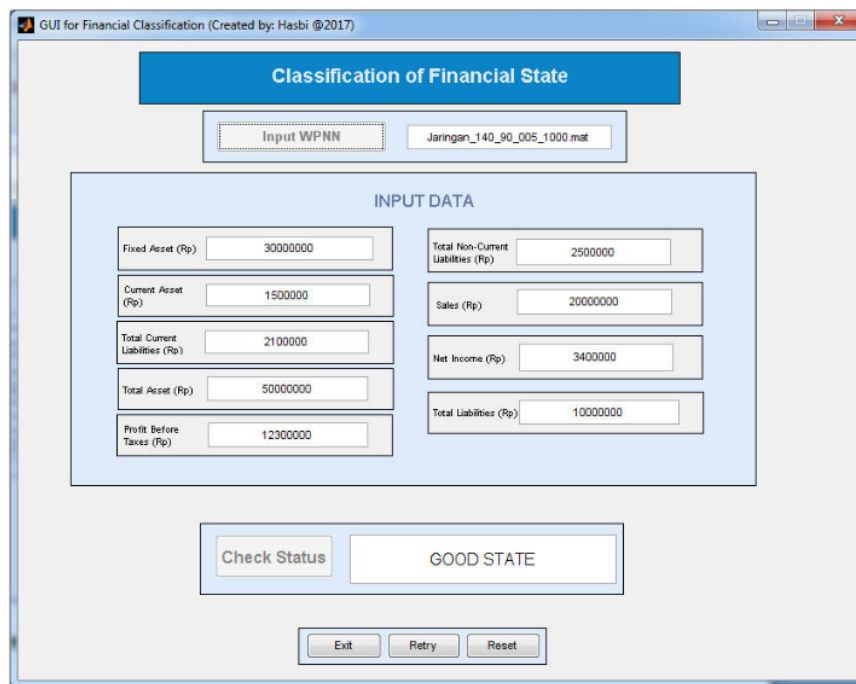 GUI for Financial Classification (Created by: Hasbi @2017)
Classification of Financial State
Input WPNN
Jaringan_140_90_005_1000.mat
INPUT DATA
Fixed Asset (Rp)
30000000
Current Asset
(Rp)
1500000
Total Current
Liabilities (Rp)
2100000
Total Asset (Rp)
50000000
Profit Before
Taxes (Rp)
12300000
Total Non-Current
Liabilities (Rp)
2500000
Sales (Rp)
20000000
Net Income (Rp)
3400000
Total Liabilities (Rp)
10000000
Check Status
GOOD STATE
Exit
Retry
Reset